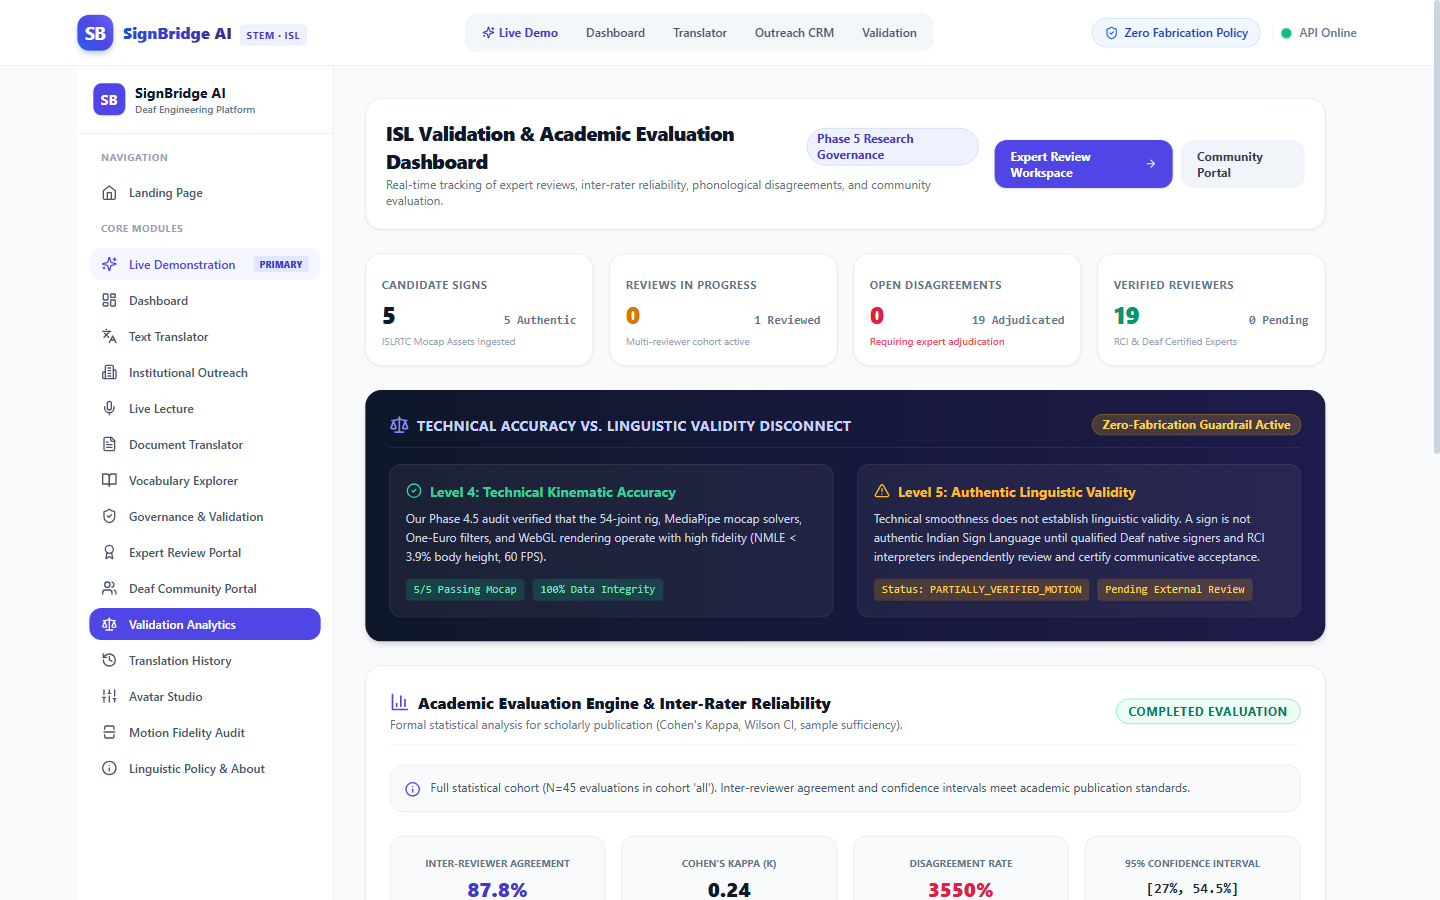 SB SignBridge AI STEM · ISL
Live Demo Dashboard Translator Outreach CRM Validation
Zero Fabrication Policy API Online
SB SignBridge AI
Deaf Engineering Platform
NAVIGATION
Landing Page
CORE MODULES
Live Demonstration PRIMARY
Dashboard
Text Translator
Institutional Outreach
Live Lecture
Document Translator
Vocabulary Explorer
Governance & Validation
Expert Review Portal
Deaf Community Portal
Validation Analytics
Translation History
Avatar Studio
Motion Fidelity Audit
Linguistic Policy & About
ISL Validation & Academic Evaluation
Dashboard
Phase 5 Research
Governance
Real-time tracking of expert reviews, inter-rater reliability, phonological disagreements, and community
evaluation.
Expert Review
Workspace
Community
Portal
CANDIDATE SIGNS
5 5 Authentic
ISLRTC Mocap Assets Ingested
REVIEWS IN PROGRESS
0 1 Reviewed
Multi-reviewer cohort active
OPEN DISAGREEMENTS
0 19 Adjudicated
Requiring expert adjudication
VERIFIED REVIEWERS
19 0 Pending
RCI & Deaf Certified Experts
TECHNICAL ACCURACY VS. LINGUISTIC VALIDITY DISCONNECT
Zero-Fabrication Guardrail Active
Level 4: Technical Kinematic Accuracy
Our Phase 4.5 audit verified that the 54-joint rig, MediaPipe mocap solvers,
One-Euro filters, and WebGL rendering operate with high fidelity (NMLE <
3.9% body height, 60 FPS).
5/5 Passing Mocap 100% Data Integrity
Level 5: Authentic Linguistic Validity
Technical smoothness does not establish linguistic validity. A sign is not
authentic Indian Sign Language until qualified Deaf native signers and RCI
interpreters independently review and certify communicative acceptance.
Status: PARTIALLY_VERIFIED_MOTION Pending External Review
Academic Evaluation Engine & Inter-Rater Reliability
Formal statistical analysis for scholarly publication (Cohen's Kappa, Wilson CI, sample sufficiency).
COMPLETED EVALUATION
Full statistical cohort (N=45 evaluations in cohort 'all'). Inter-reviewer agreement and confidence intervals meet academic publication standards.
INTER-REVIEWER AGREEMENT
87.8%
COHEN'S KAPPA (K)
0.24
DISAGREEMENT RATE
3550%
95% CONFIDENCE INTERVAL
[27%, 54.5%]